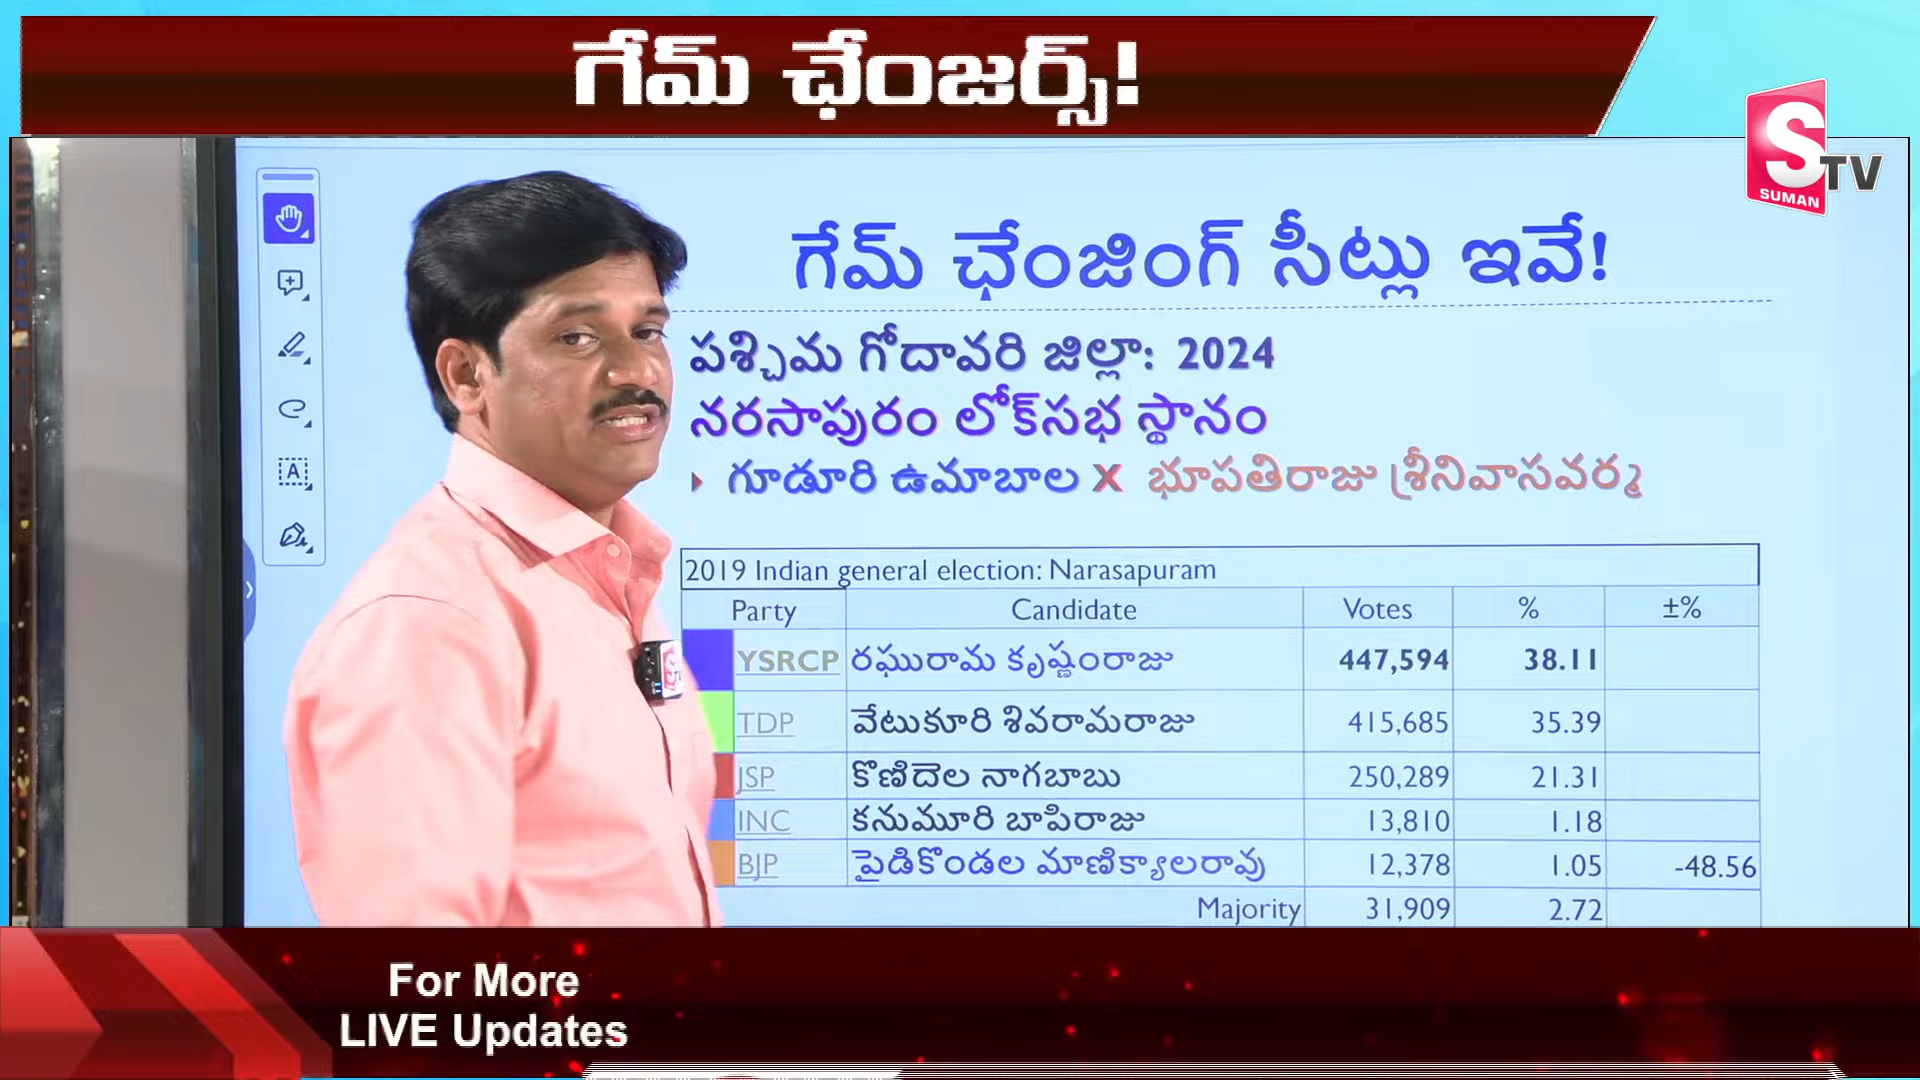 గేమ్ ఛేంజర్స్!
S
SUMAN
TV
గేమ్ ఛేంజింగ్ సీట్లు ఇవే!
పశ్చిమ గోదావరి జిల్లా: 2024
నరసాపురం లోక్‌సభ స్థానం
గూడూరి ఉమాబాల X భూపతిరాజు శ్రీనివాసవర్మ
2019 Indian general election: Narasapuram
Party Candidate Votes % ±%
YSRCP రఘురామ కృష్ణంరాజు 447,594 38.11
TDP వేటుకూరి శివరామరాజు 415,685 35.39
JSP కొణిదెల నాగబాబు 250,289 21.31
INC కనుమూరి బాపిరాజు 13,810 1.18
BJP పైడికొండల మాణిక్యాలరావు 12,378 1.05 -48.56
Majority 31,909 2.72
For More
LIVE Updates